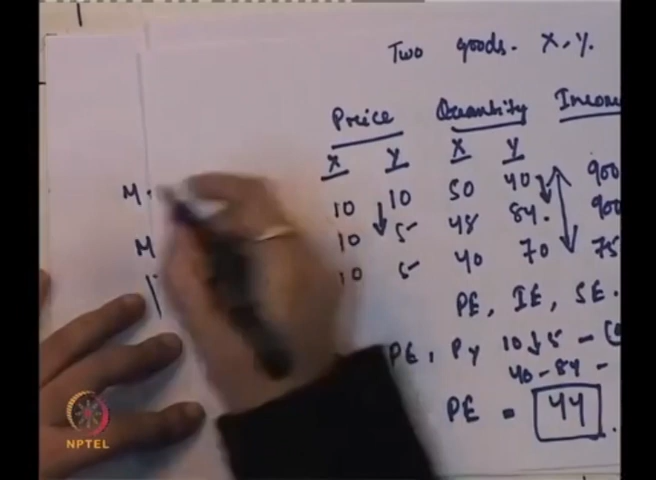 Two goods. X, Y.
Price Quantity Income
X Y X Y
M 10 10 50 40 900
M 10 5 48 84. 900
10 5 40 70 75
PE, IE, SE.
PE, Py 10 ↓ 5 -
40 - 84 -
PE = 44.
NPTEL